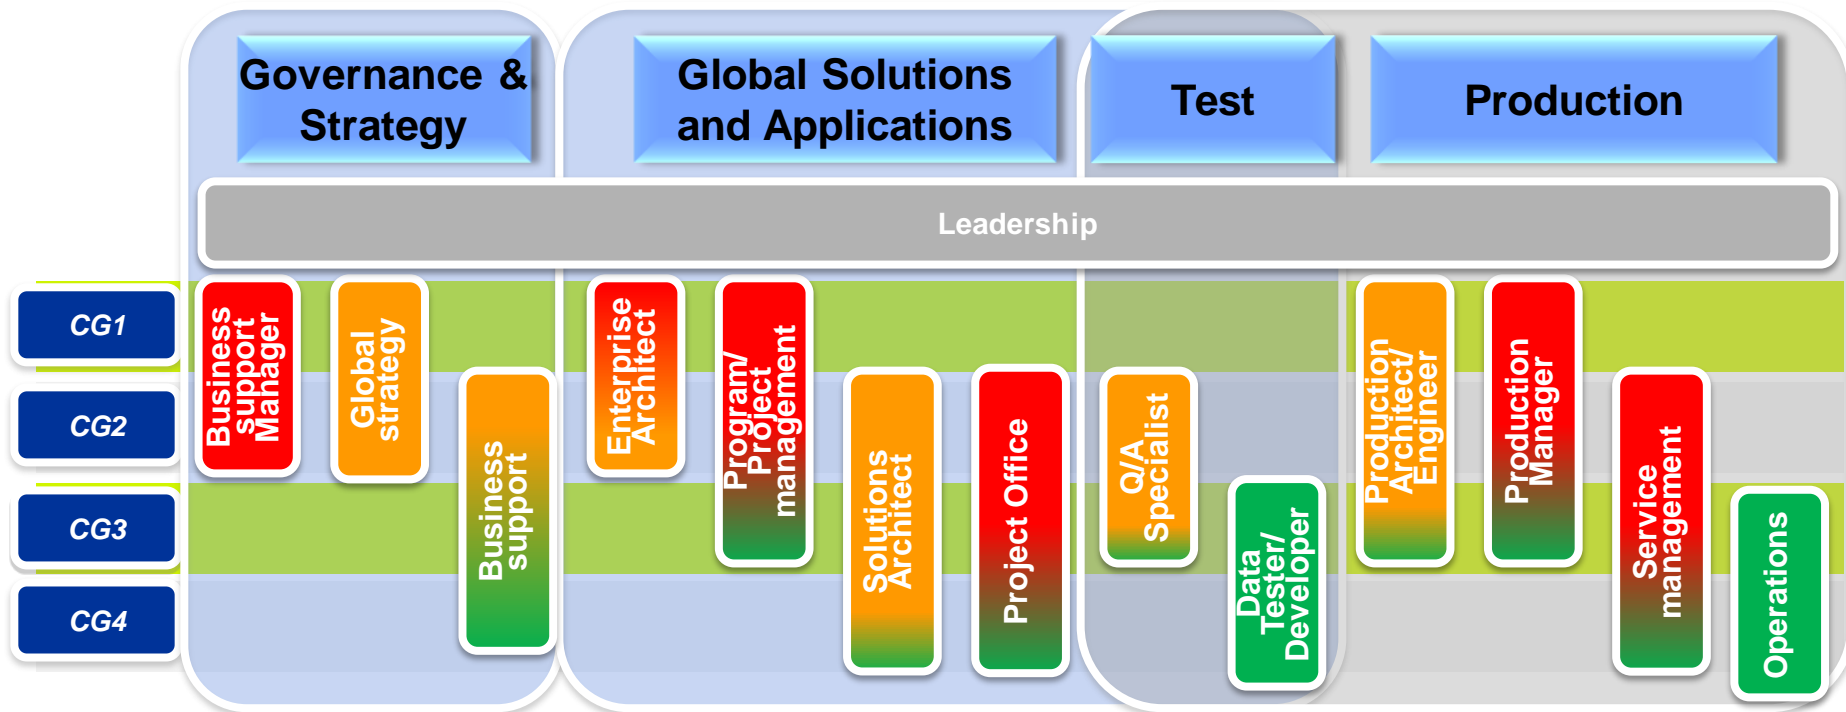 Governance &
Strategy
Global Solutions
and Applications
Test
Production
Leadership
CG1
CG2
CG3
CG4
Business
support
Manager
Global
strategy
Business
support
Enterprise
Architect
Program/
Project
management
Solutions
Architect
Project Office
Q/A
Specialist
Data
Tester/
Developer
Production
Architect/
Engineer
Production
Manager
Service
management
Operations